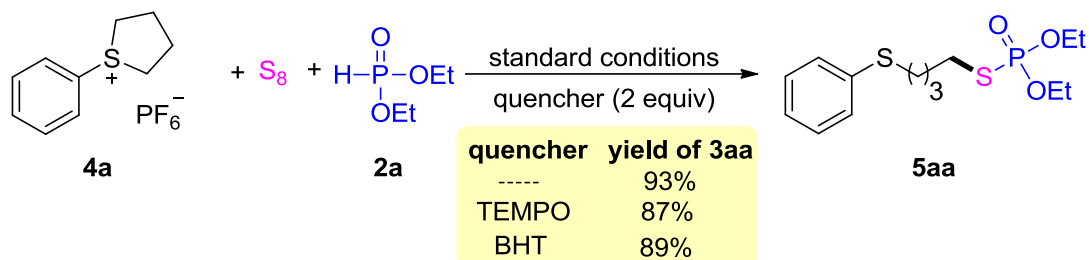 S
+
PF6−
4a
+ S8 +
O
H P OEt
OEt
2a
standard conditions
quencher (2 equiv)
quencher yield of 3aa
----- 93%
TEMPO 87%
BHT 89%
S
( )3
S
O
P OEt
OEt
5aa